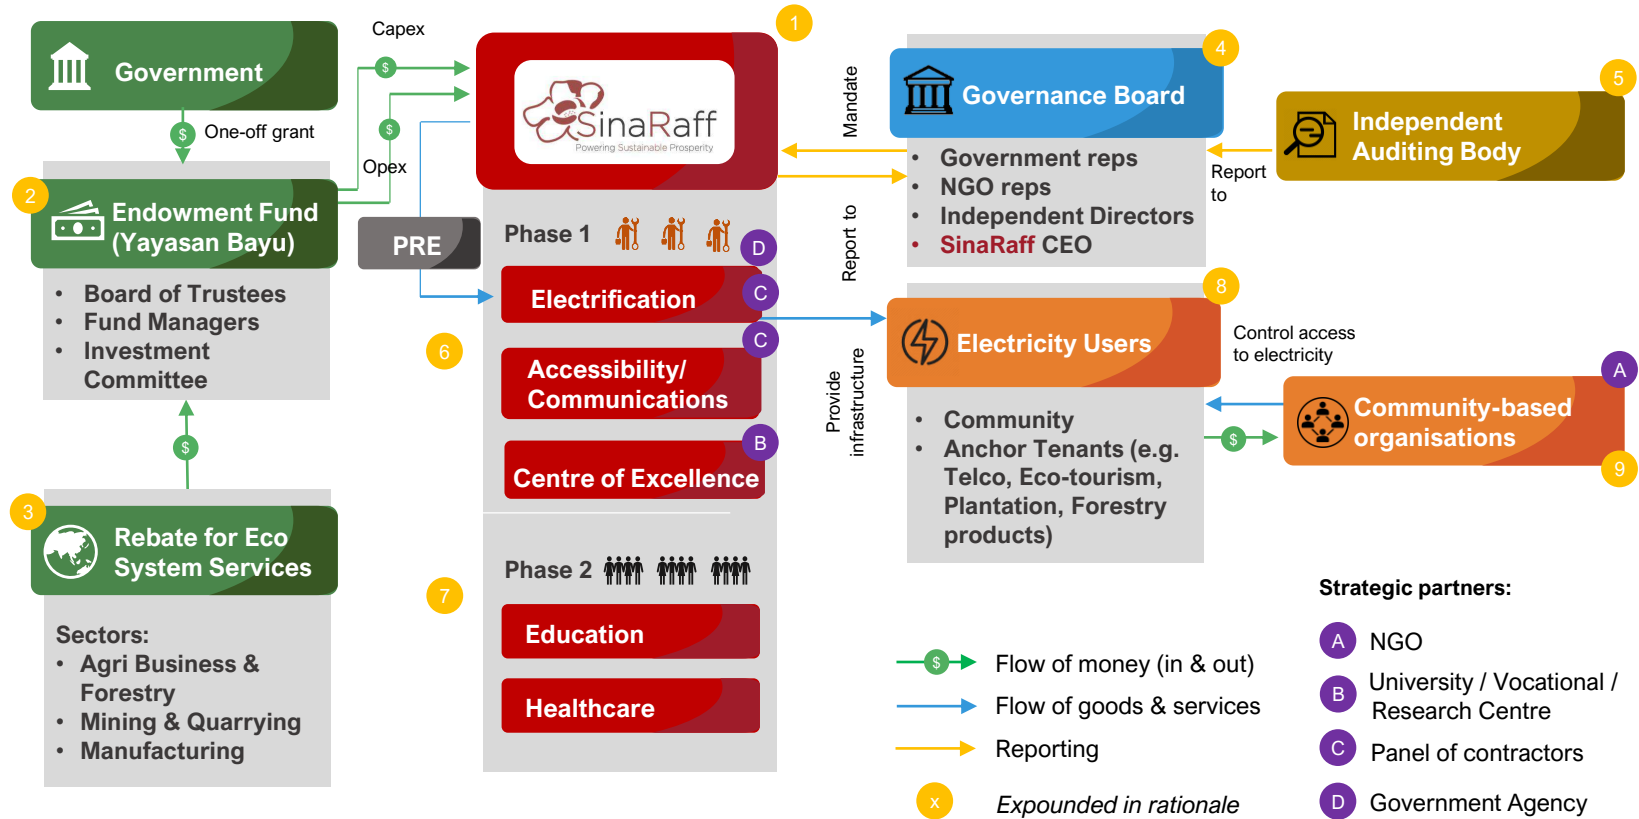 Government
$
One-off grant
2
Endowment Fund
(Yayasan Bayu)
• Board of Trustees
• Fund Managers
• Investment
Committee
$
3
Rebate for Eco
System Services
Sectors:
• Agri Business &
Forestry
• Mining & Quarrying
• Manufacturing
Capex
$
$
Opex
PRE
1
SinaRaff
Powering Sustainable Prosperity
Phase 1
D
Electrification
C
6
C
Accessibility/
Communications
B
Centre of Excellence
Phase 2
7
Education
Healthcare
Mandate
Report to
Provide
infrastructure
4
Governance Board
• Government reps
• NGO reps
• Independent Directors
• SinaRaff CEO
Report
to
5
Independent
Auditing Body
8
Electricity Users
• Community
• Anchor Tenants (e.g.
Telco, Eco-tourism,
Plantation, Forestry
products)
Control access
to electricity
$
A
Community-based
organisations
9
$ Flow of money (in & out)
Flow of goods & services
Reporting
x Expounded in rationale
Strategic partners:
A NGO
B University / Vocational /
Research Centre
C Panel of contractors
D Government Agency